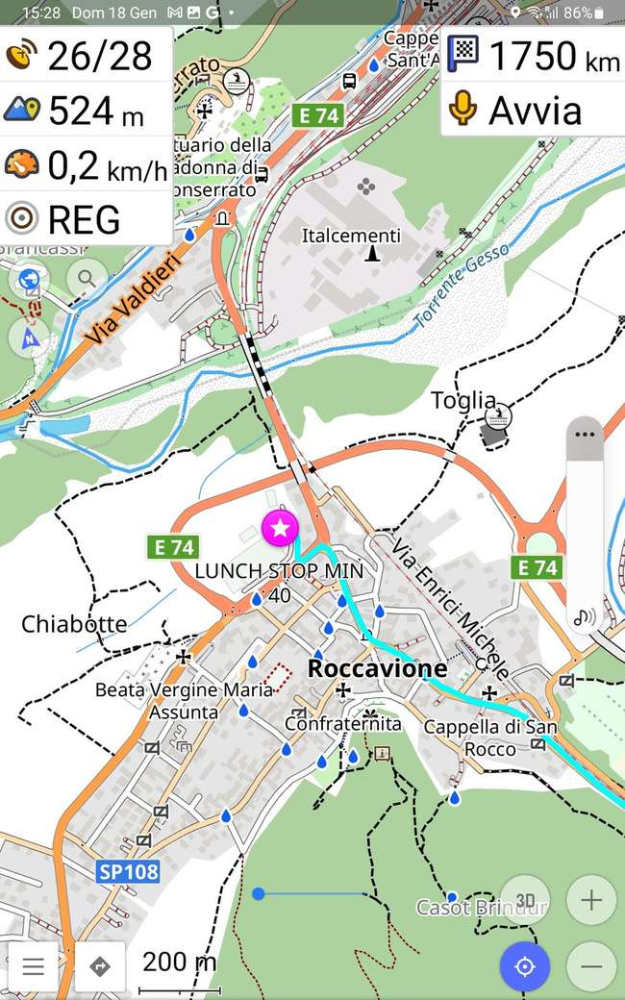 15:28 Dom 18 Gen
86%
26/28
524 m
0,2 km/h
REG
1750 km
Avvia
Cappe
Sant'A
E 74
errato
tuario della
adonna di
onserrato
Italcementi
Brancassi
Via Valdieri
Torrente Gesso
Toglia
E 74
E 74
LUNCH STOP MIN
40
Via Enrici Michele
Chiabotte
Roccavione
Beata Vergine Maria
Assunta
Confraternita
Cappella di San
Rocco
SP108
Casot Brindur
3D
200 m